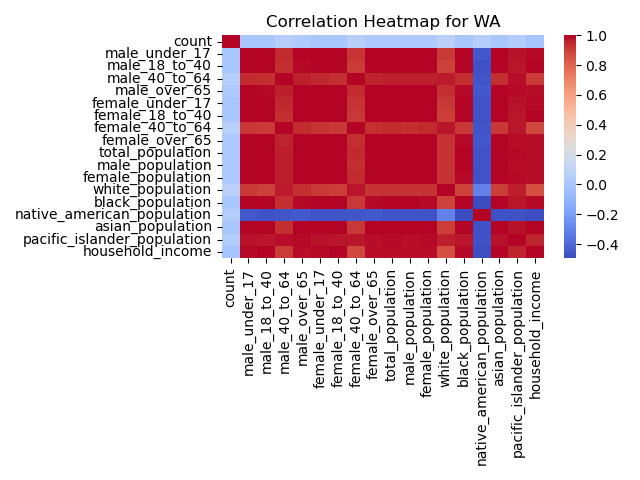 Correlation Heatmap for WA
count
male_under_17
male_18_to_40
male_40_to_64
male_over_65
female_under_17
female_18_to_40
female_40_to_64
female_over_65
total_population
male_population
female_population
white_population
black_population
native_american_population
asian_population
pacific_islander_population
household_income
count
male_under_17
male_18_to_40
male_40_to_64
male_over_65
female_under_17
female_18_to_40
female_40_to_64
female_over_65
total_population
male_population
female_population
white_population
black_population
native_american_population
asian_population
pacific_islander_population
household_income
1.0
0.8
0.6
0.4
0.2
0.0
−0.2
−0.4